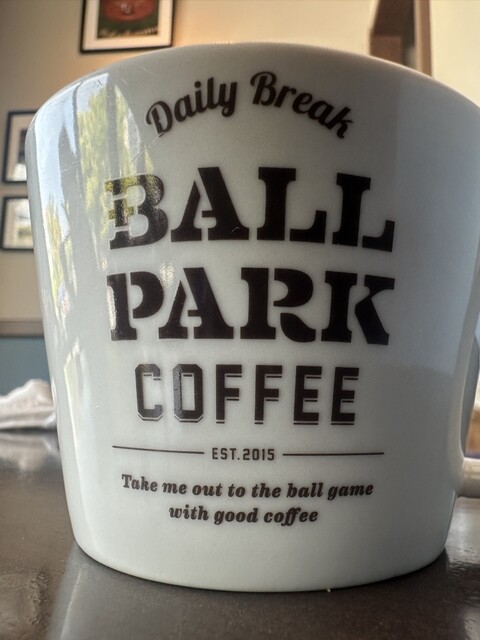 Daily Break
BALL
PARK
COFFEE
EST.2015
Take me out to the ball game
with good coffee